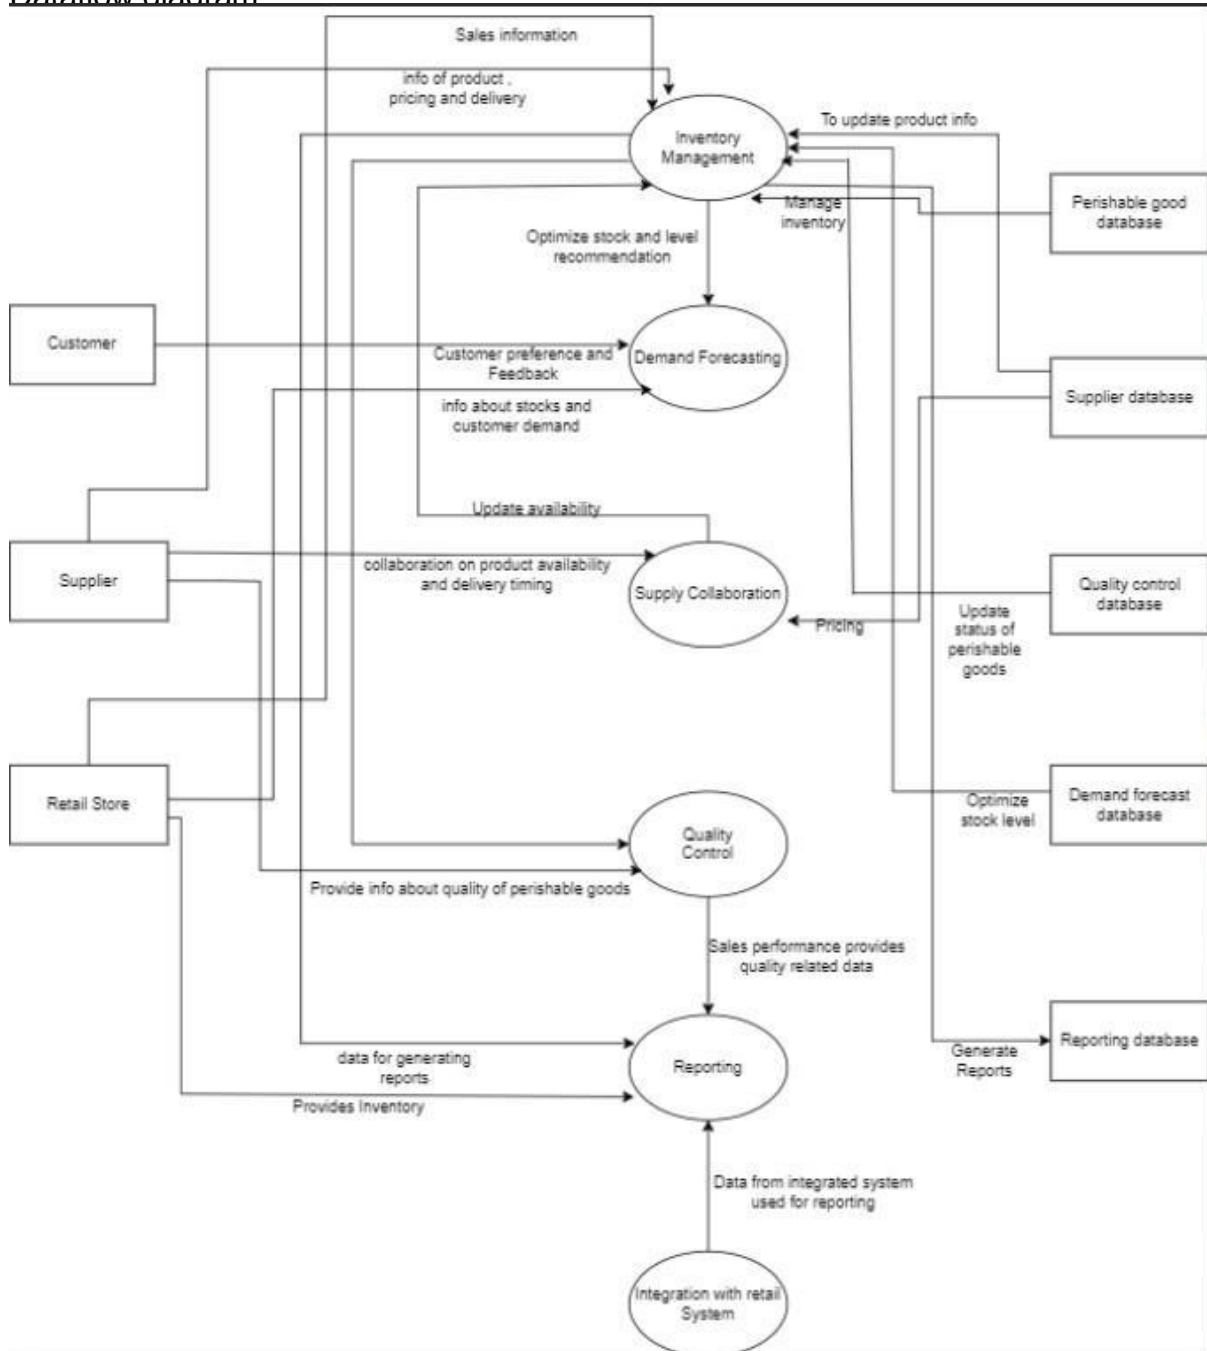 Dataflow diagram
Sales information
info of product ,
pricing and delivery
Inventory
Management
To update product info
Manage
inventory
Perishable good
database
Optimize stock and level
recommendation
Customer
Customer preference and
Feedback
Demand Forecasting
info about stocks and
customer demand
Supplier database
Update availability
Supplier
collaboration on product availability
and delivery timing
Supply Collaboration
Pricing
Quality control
database
Update
status of
perishable
goods
Retail Store
Quality
Control
Optimize
stock level
Demand forecast
database
Provide info about quality of perishable goods
Sales performance provides
quality related data
data for generating
reports
Reporting
Generate
Reports
Reporting database
Provides Inventory
Data from integrated system
used for reporting
Integration with retail
System